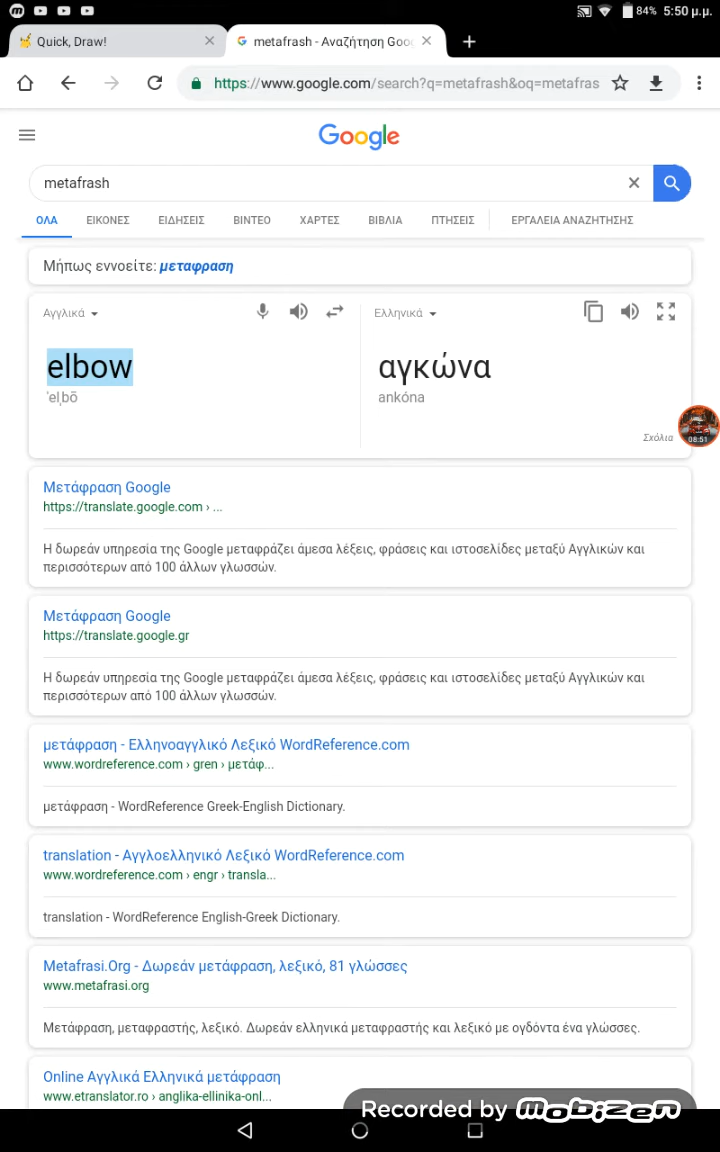 84% 5:50 μ.μ.
Quick, Draw!
metafrash - Αναζήτηση Goo
https://www.google.com/search?q=metafrash&oq=metafras
Google
metafrash
ΟΛΑ ΕΙΚΟΝΕΣ ΕΙΔΗΣΕΙΣ ΒΙΝΤΕΟ ΧΑΡΤΕΣ ΒΙΒΛΙΑ ΠΤΗΣΕΙΣ ΕΡΓΑΛΕΙΑ ΑΝΑΖΗΤΗΣΗΣ
Μήπως εννοείτε: μεταφραση
Αγγλικά
elbow
ˈelˌbō
Ελληνικά
αγκώνα
ankóna
Σχόλια
08:51
Μετάφραση Google
https://translate.google.com › ...
Η δωρεάν υπηρεσία της Google μεταφράζει άμεσα λέξεις, φράσεις και ιστοσελίδες μεταξύ Αγγλικών και
περισσότερων από 100 άλλων γλωσσών.
Μετάφραση Google
https://translate.google.gr
Η δωρεάν υπηρεσία της Google μεταφράζει άμεσα λέξεις, φράσεις και ιστοσελίδες μεταξύ Αγγλικών και
περισσότερων από 100 άλλων γλωσσών.
μετάφραση - Ελληνοαγγλικό Λεξικό WordReference.com
www.wordreference.com › gren › μετάφ...
μετάφραση - WordReference Greek-English Dictionary.
translation - Αγγλοελληνικό Λεξικό WordReference.com
www.wordreference.com › engr › transla...
translation - WordReference English-Greek Dictionary.
Metafrasi.Org - Δωρεάν μετάφραση, λεξικό, 81 γλώσσες
www.metafrasi.org
Μετάφραση, μεταφραστής, λεξικό. Δωρεάν ελληνικά μεταφραστής και λεξικό με ογδόντα ένα γλώσσες.
Online Αγγλικά Ελληνικά μετάφραση
www.etranslator.ro › anglika-ellinika-onl...
Recorded by mobizen